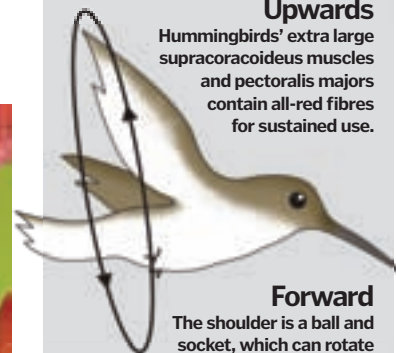 Upwards
Hummingbirds' extra large
supracoracoideus muscles
and pectoralis majors
contain all-red fibres
for sustained use.
Forward
The shoulder is a ball and
socket, which can rotate